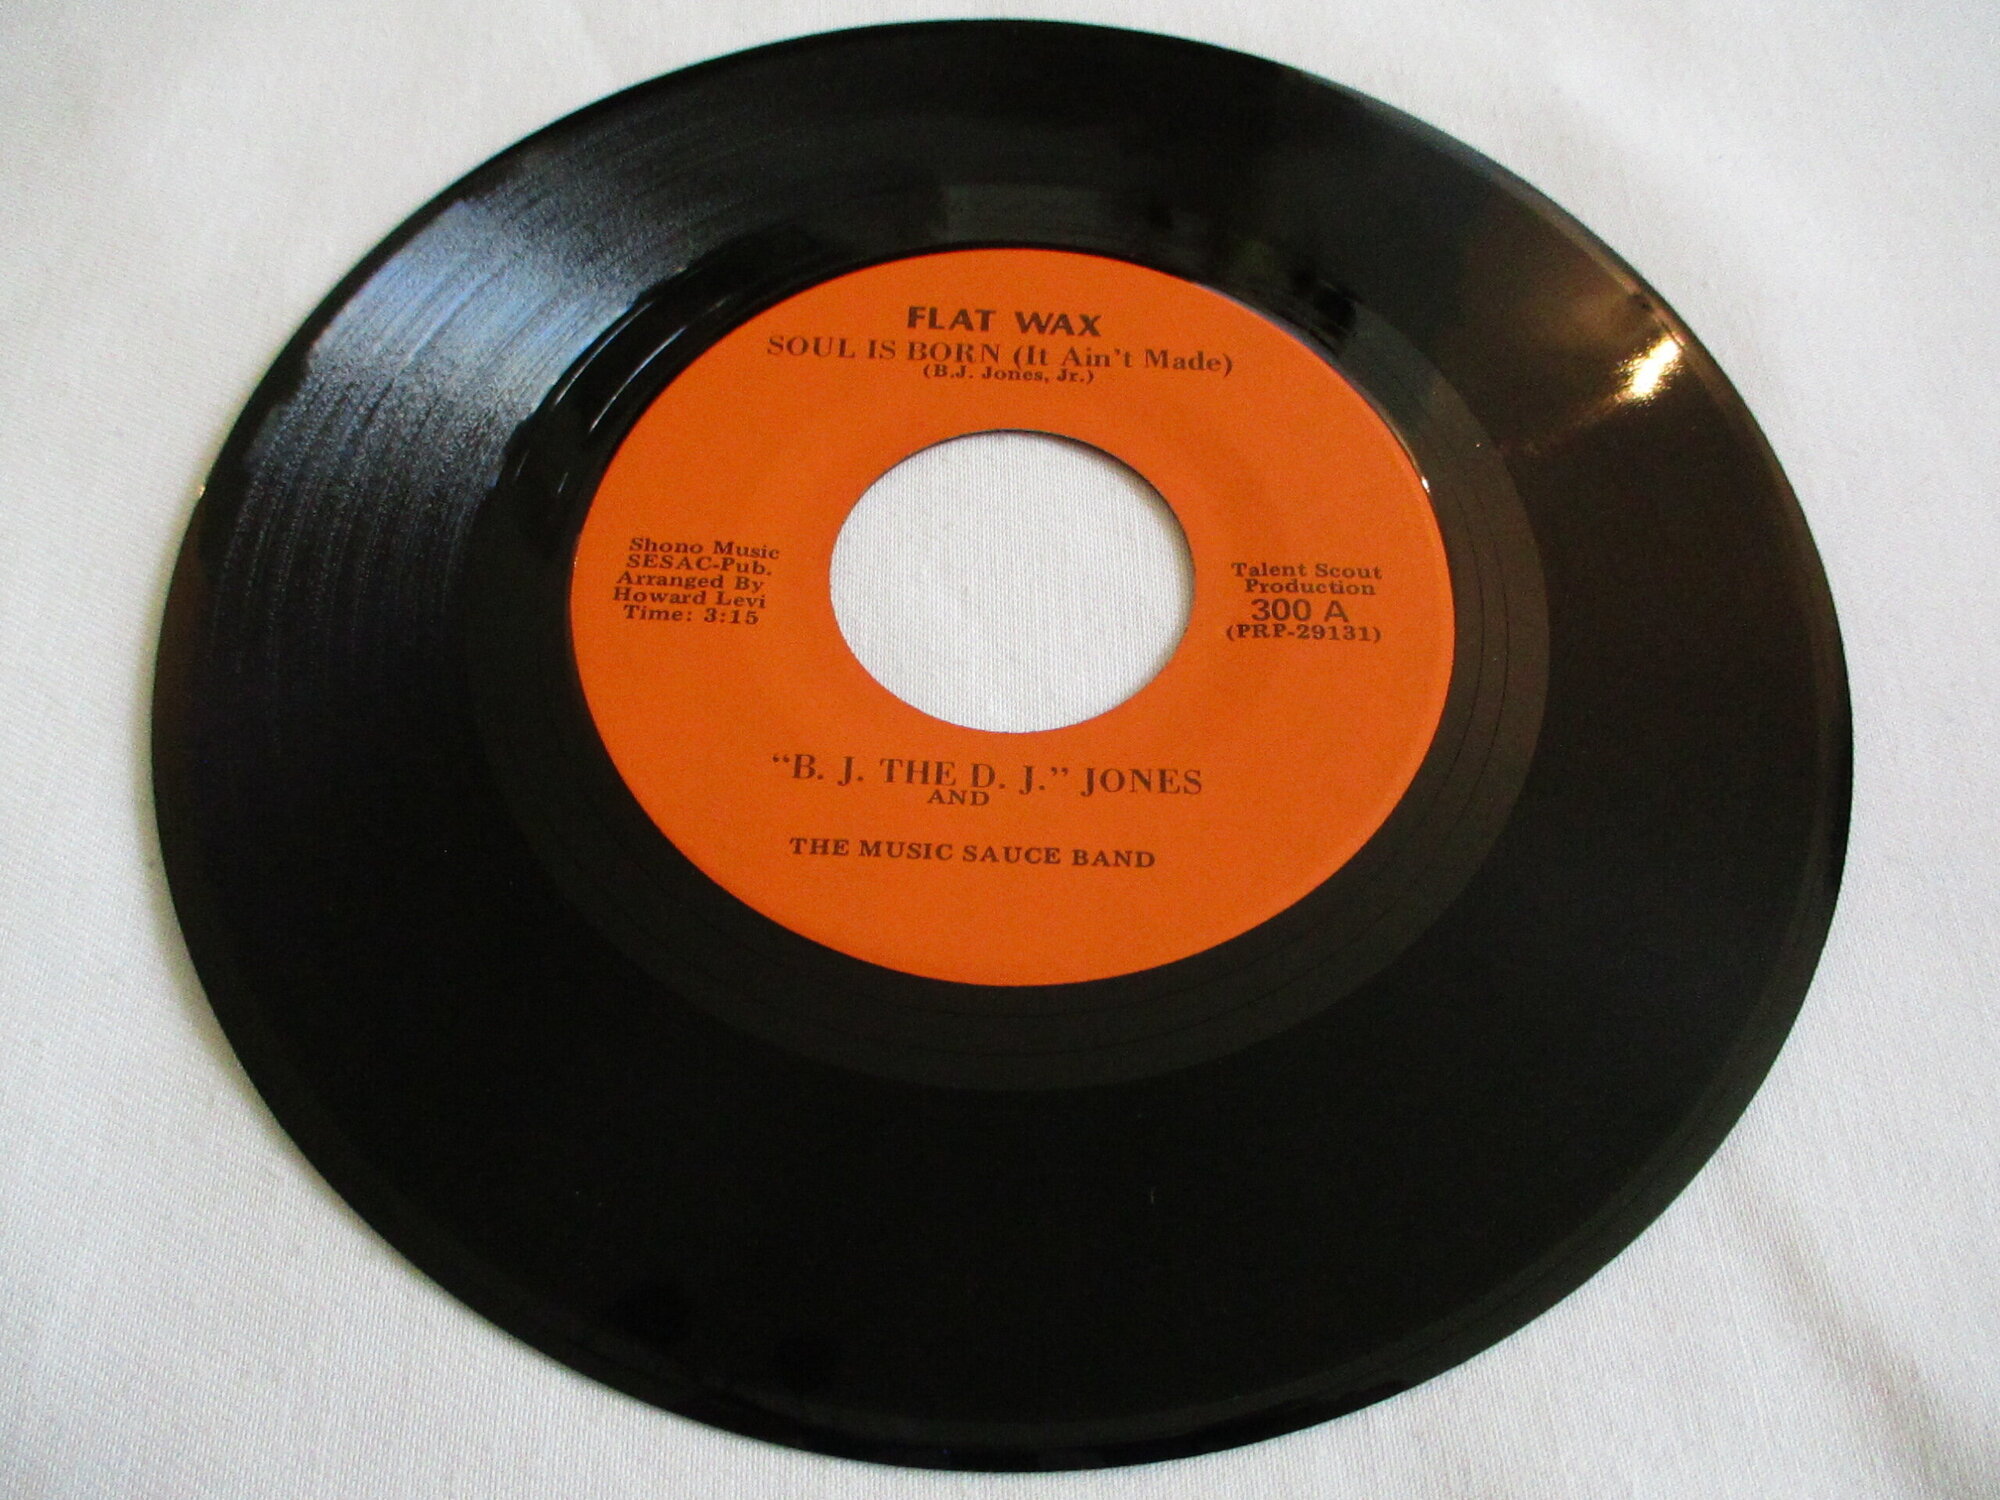 FLAT WAX
SOUL IS BORN (It Ain't Made)
(B.J. Jones, Jr.)
Shono Music
SESAC-Pub.
Arranged By
Howard Levi
Time: 3:15
Talent Scout
Production
300 A
(PRP-29131)
“B. J. THE D. J.” JONES
AND
THE MUSIC SAUCE BAND